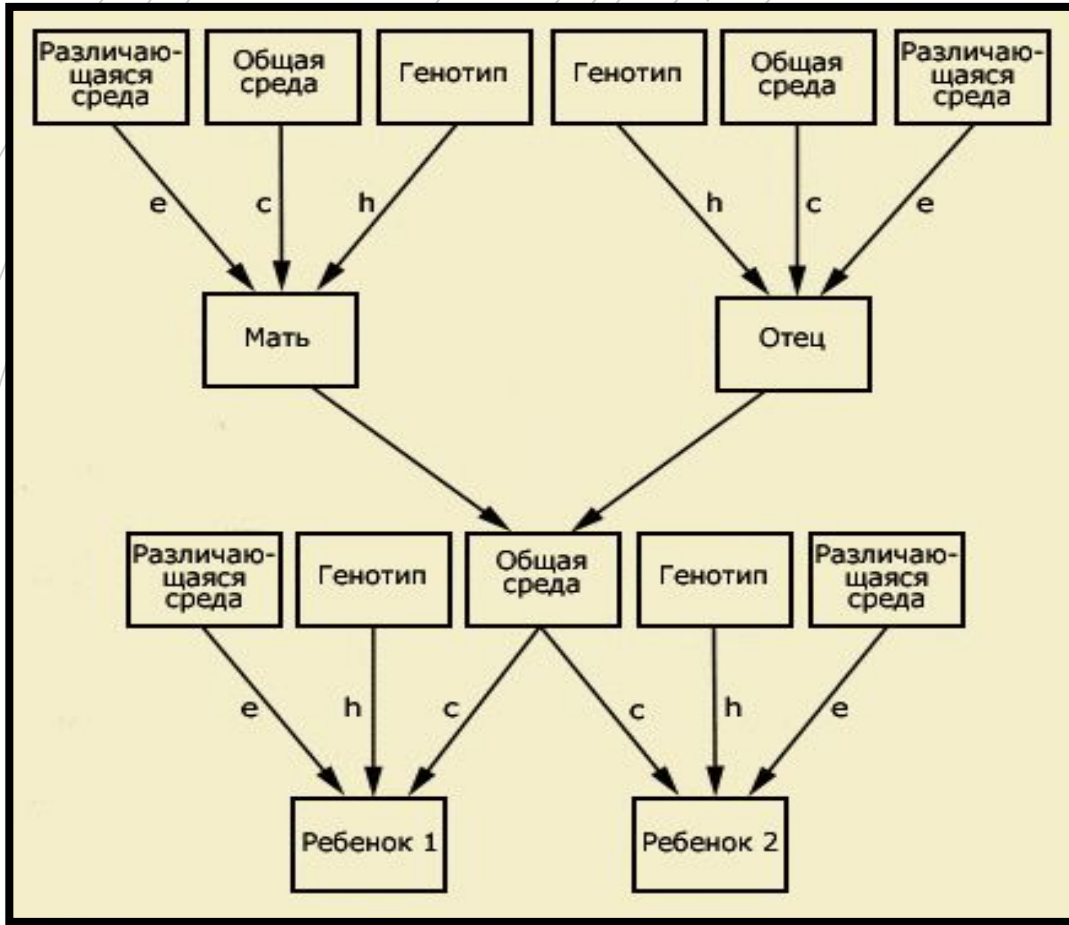 Различаю-
щаяся
среда
Общая
среда
Генотип
Генотип
Общая
среда
Различаю-
щаяся
среда
e
c
h
h
c
e
Мать
Отец
Различаю-
щаяся
среда
Генотип
Общая
среда
Генотип
Различаю-
щаяся
среда
e
h
c
c
h
e
Ребенок 1
Ребенок 2